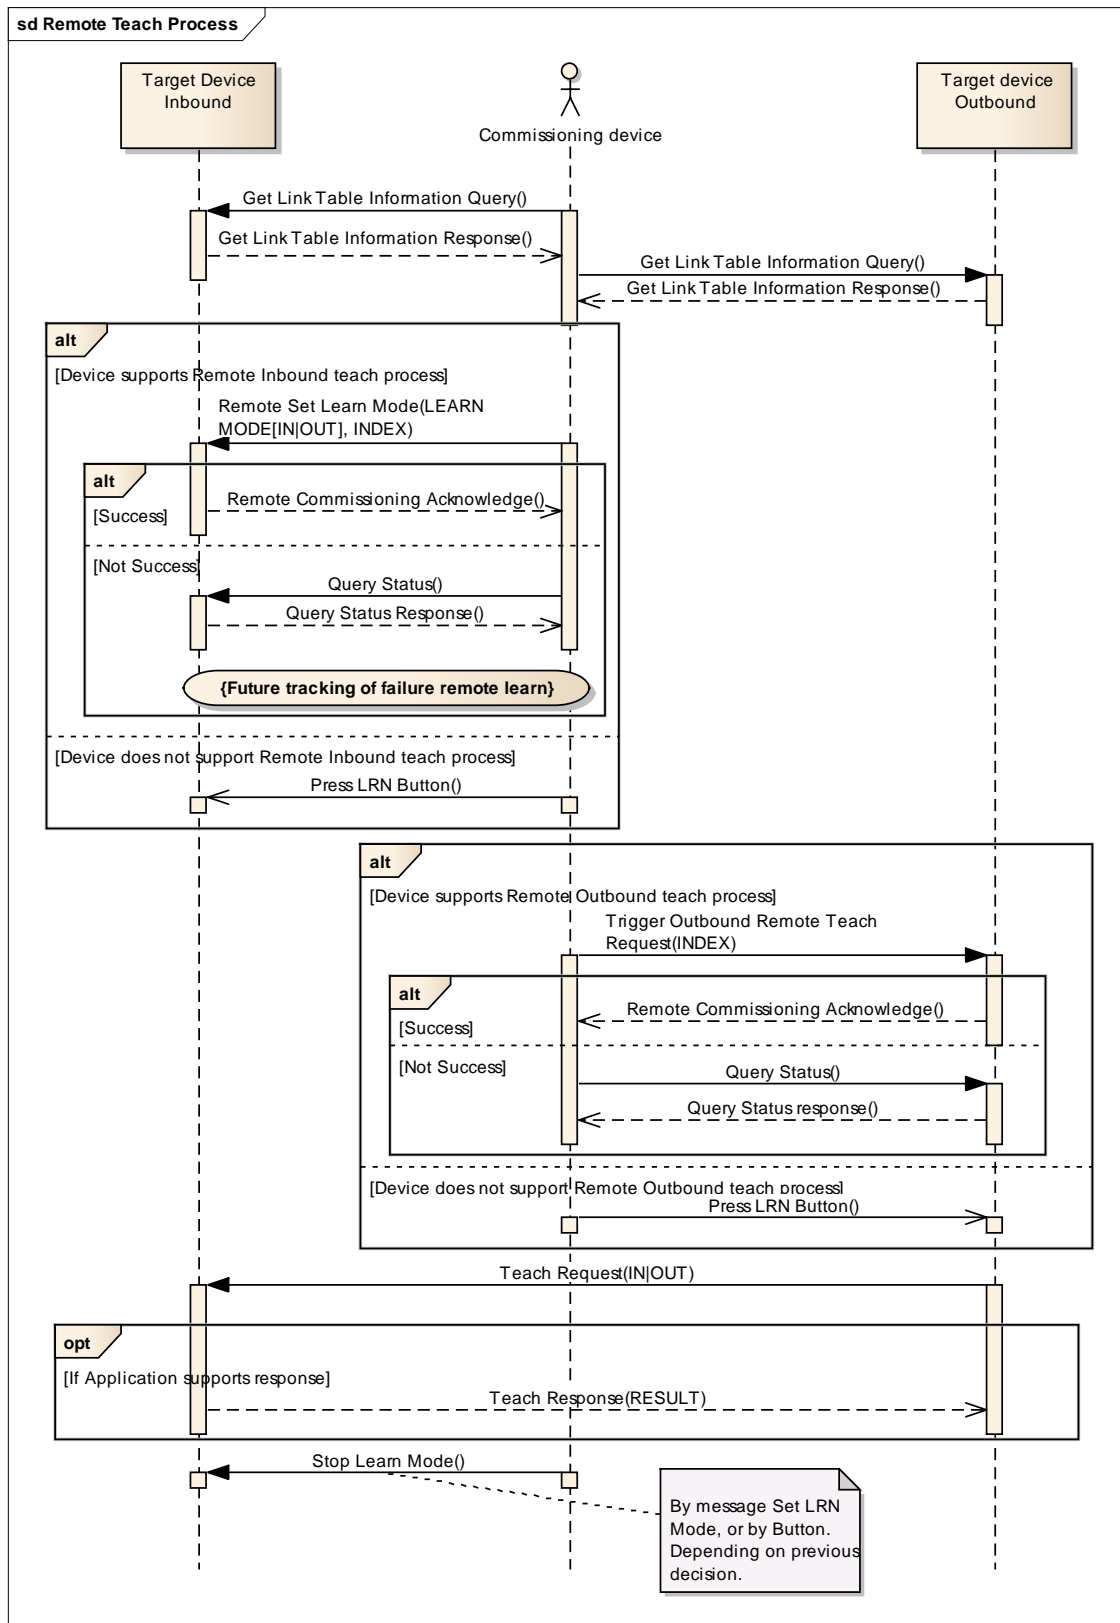 sd Remote Teach Process
Target Device
Inbound
Commissioning device
Target device
Outbound
Get Link Table Information Query()
Get Link Table Information Response()
Get Link Table Information Query()
Get Link Table Information Response()
alt
[Device supports Remote Inbound teach process]
Remote Set Learn Mode(LEARN
MODE[IN|OUT], INDEX)
alt
Remote Commissioning Acknowledge()
[Success]
[Not Success]
Query Status()
Query Status Response()
{Future tracking of failure remote learn}
[Device does not support Remote Inbound teach process]
Press LRN Button()
alt
[Device supports Remote Outbound teach process]
Trigger Outbound Remote Teach
Request(INDEX)
alt
Remote Commissioning Acknowledge()
[Success]
[Not Success]
Query Status()
Query Status response()
[Device does not support Remote Outbound teach process]
Press LRN Button()
Teach Request(IN|OUT)
opt
[If Application supports response]
Teach Response(RESULT)
Stop Learn Mode()
By message Set LRN
Mode, or by Button.
Depending on previous
decision.